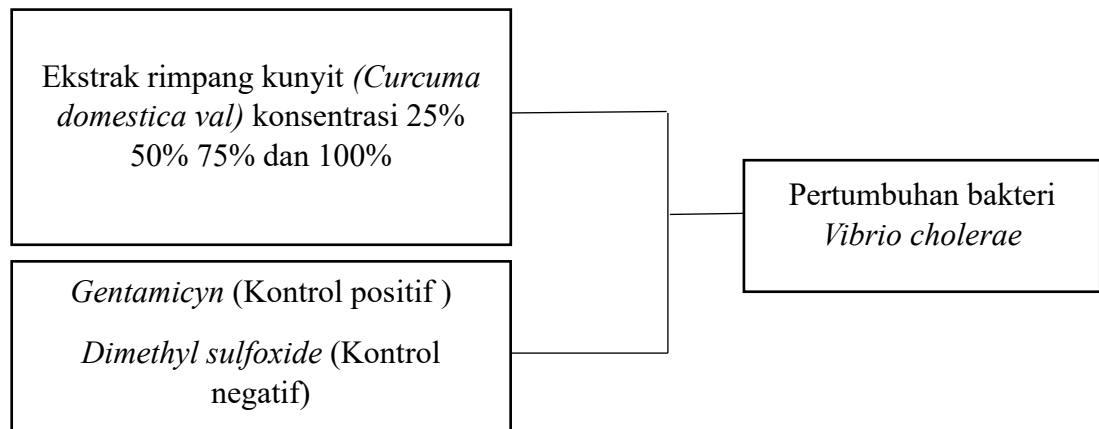 Ekstrak rimpang kunyit (Curcuma
domestica val) konsentrasi 25%
50% 75% dan 100%
Gentamicyn (Kontrol positif )
Dimethyl sulfoxide (Kontrol
negatif)
Pertumbuhan bakteri
Vibrio cholerae